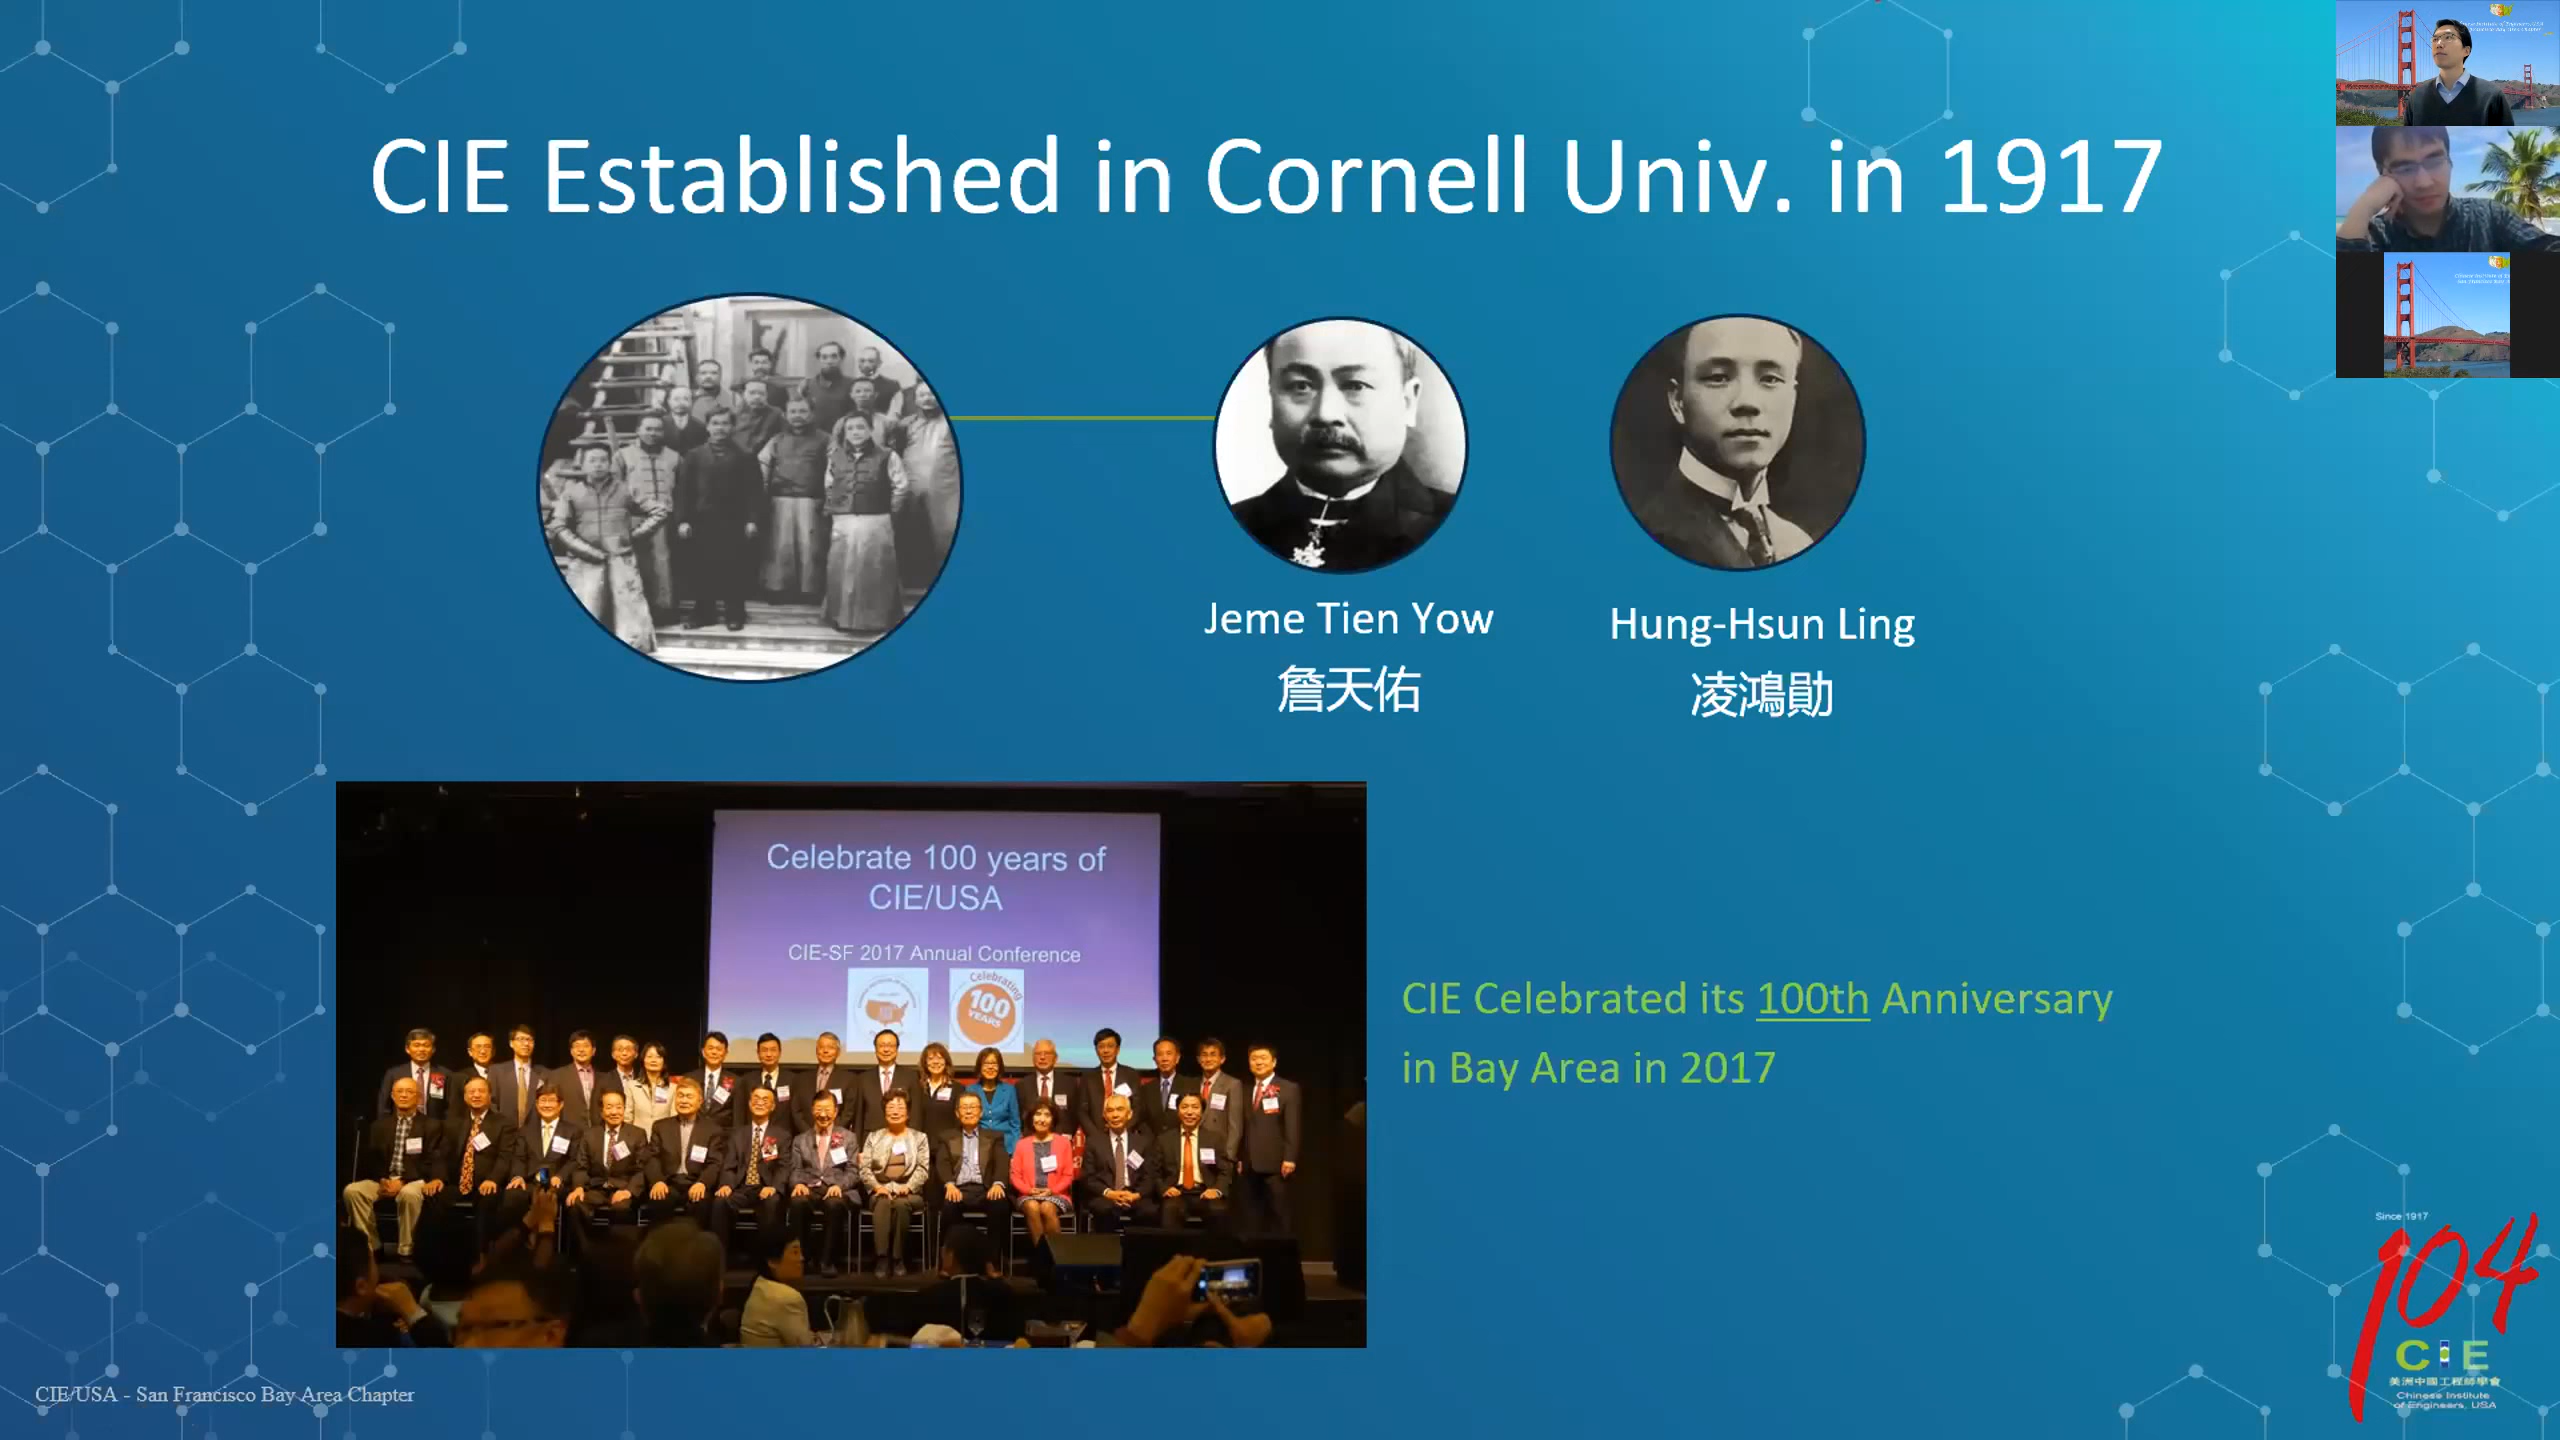 CIE Established in Cornell Univ. in 1917
Jeme Tien Yow
詹天佑
Hung-Hsun Ling
凌鴻勛
Celebrate 100 years of
CIE/USA
CIE-SF 2017 Annual Conference
Celebrating
100
YEARS
CIE Celebrated its 100th Anniversary
in Bay Area in 2017
Since 1917
104
CIE
美洲中國工程師學會
Chinese Institute
of Engineers, USA
CIE/USA - San Francisco Bay Area Chapter